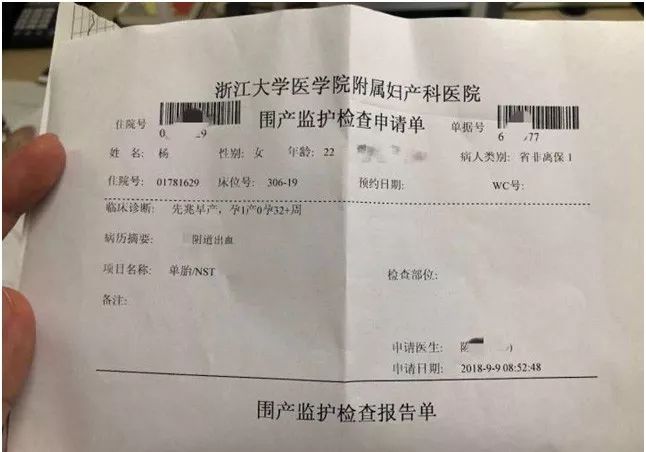 浙江大学医学院附属妇产科医院
围产监护检查申请单
住院号 0 9 单据号 6 77
姓 名: 杨 性别: 女 年龄: 22 病人类别: 省非离保1
住院号: 01781629 床位号: 306-19 预约日期: WC号:
临床诊断: 先兆早产, 孕1产0孕32+周
病历摘要: 阴道出血
项目名称: 单胎/NST 检查部位:
备注:
申请医生:
申请日期: 2018-9-9 08:52:48
围产监护检查报告单